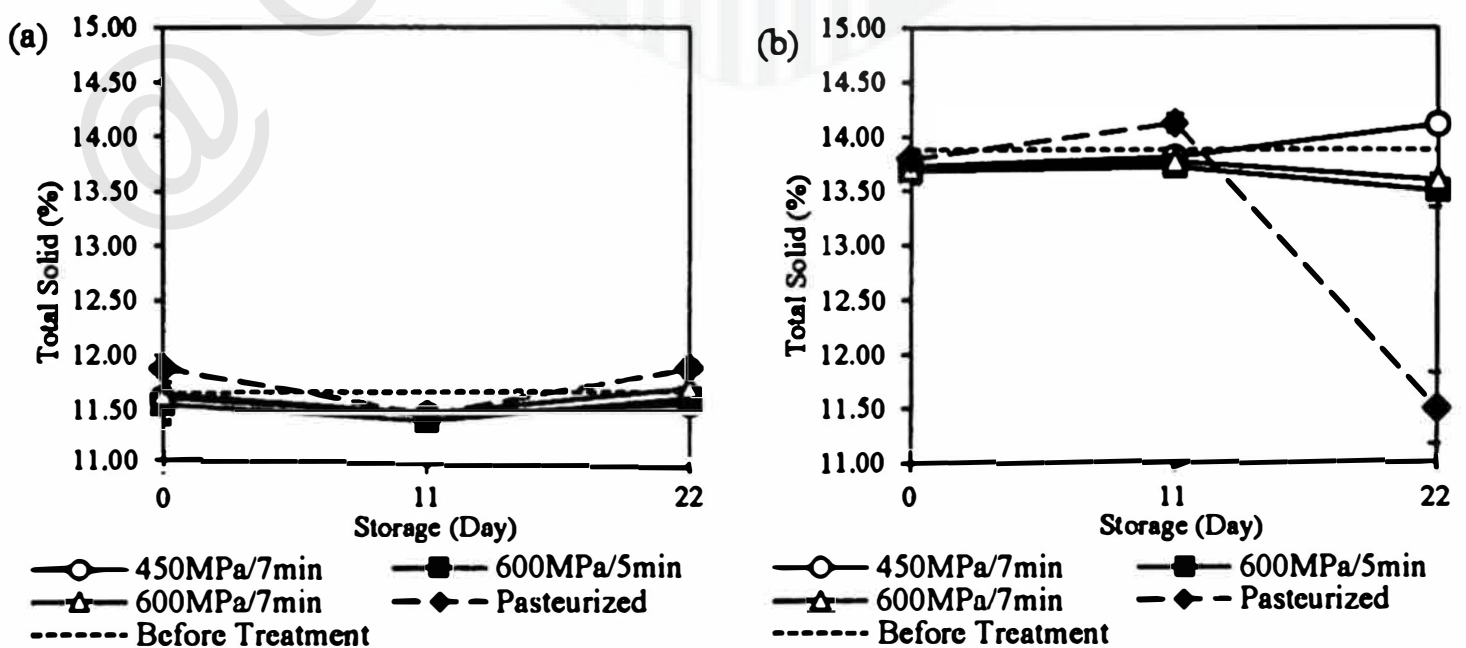 (a)
15.00
14.50
14.00
13.50
13.00
12.50
12.00
11.50
11.00
Total Solid (%)
0 11 22
Storage (Day)
450MPa/7min
600MPa/5min
600MPa/7min
Pasteurized
Before Treatment
(b)
15.00
14.50
14.00
13.50
13.00
12.50
12.00
11.50
11.00
Total Solid (%)
0 11 22
Storage (Day)
450MPa/7min
600MPa/5min
600MPa/7min
Pasteurized
Before Treatment
@